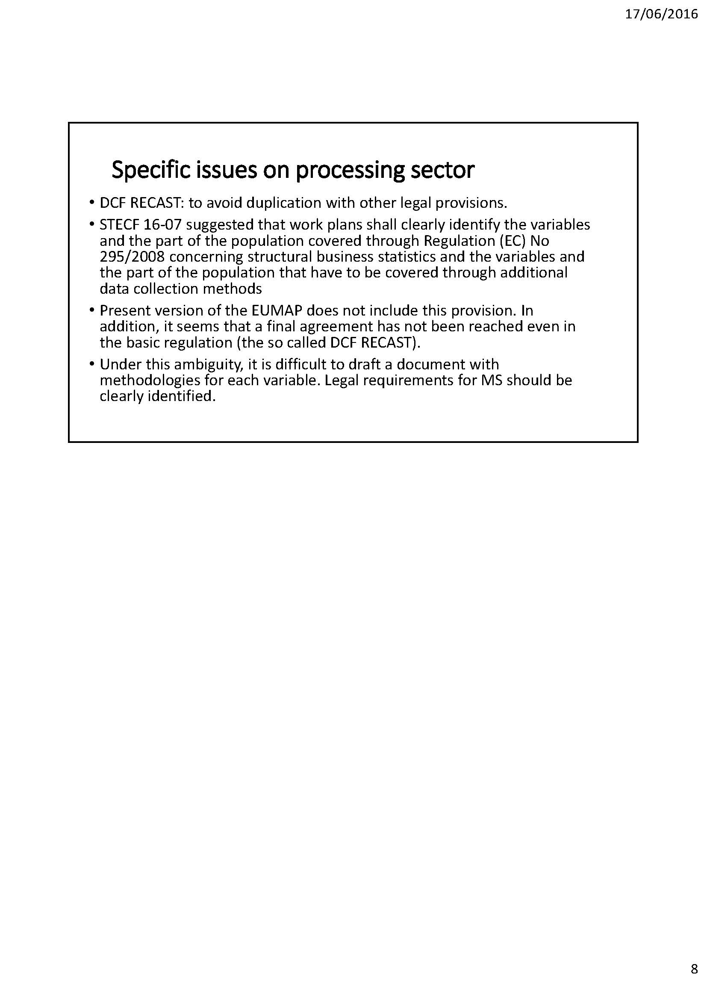 17/06/2016
Specific issues on processing sector
• DCF RECAST: to avoid duplication with other legal provisions.
• STECF 16-07 suggested that work plans shall clearly identify the variables
and the part of the population covered through Regulation (EC) No
295/2008 concerning structural business statistics and the variables and
the part of the population that have to be covered through additional
data collection methods
• Present version of the EUMAP does not include this provision. In
addition, it seems that a final agreement has not been reached even in
the basic regulation (the so called DCF RECAST).
• Under this ambiguity, it is difficult to draft a document with
methodologies for each variable. Legal requirements for MS should be
clearly identified.
8